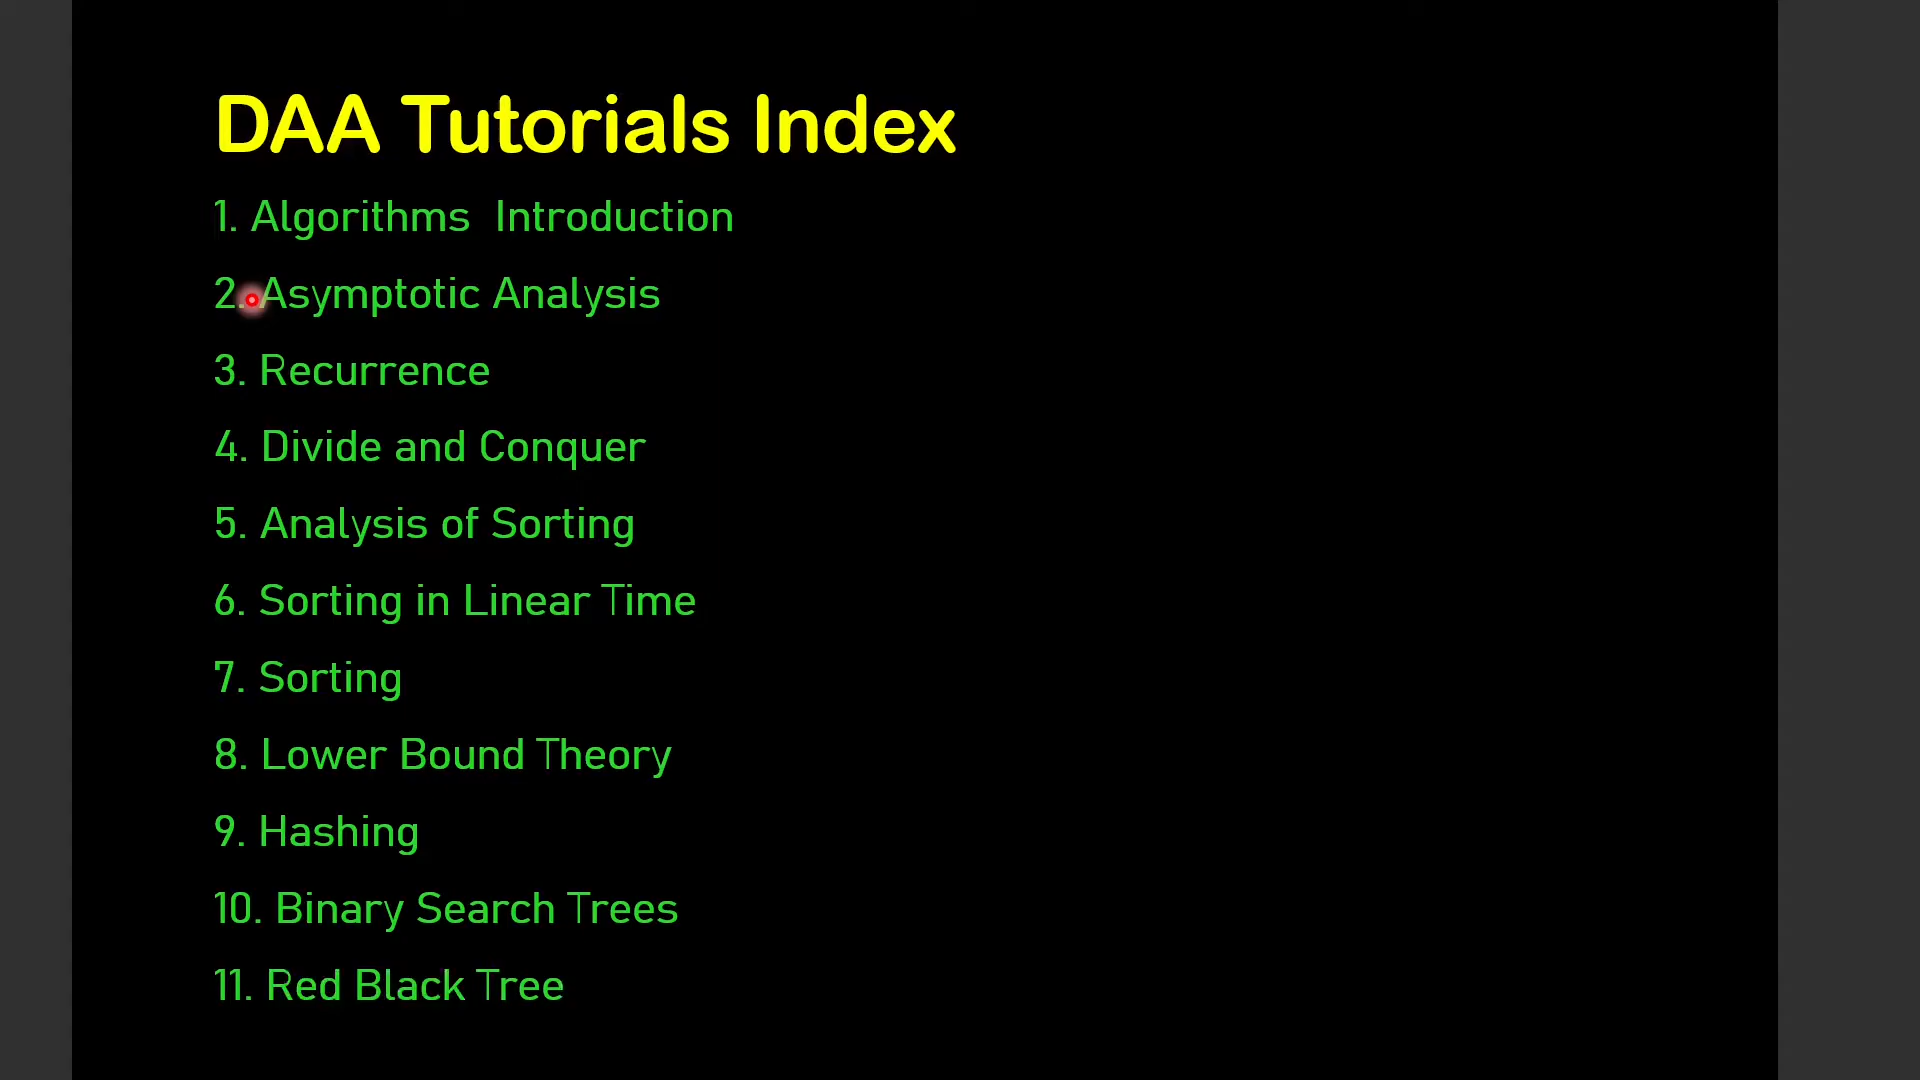 DAA Tutorials Index
1. Algorithms Introduction
2. Asymptotic Analysis
3. Recurrence
4. Divide and Conquer
5. Analysis of Sorting
6. Sorting in Linear Time
7. Sorting
8. Lower Bound Theory
9. Hashing
10. Binary Search Trees
11. Red Black Tree